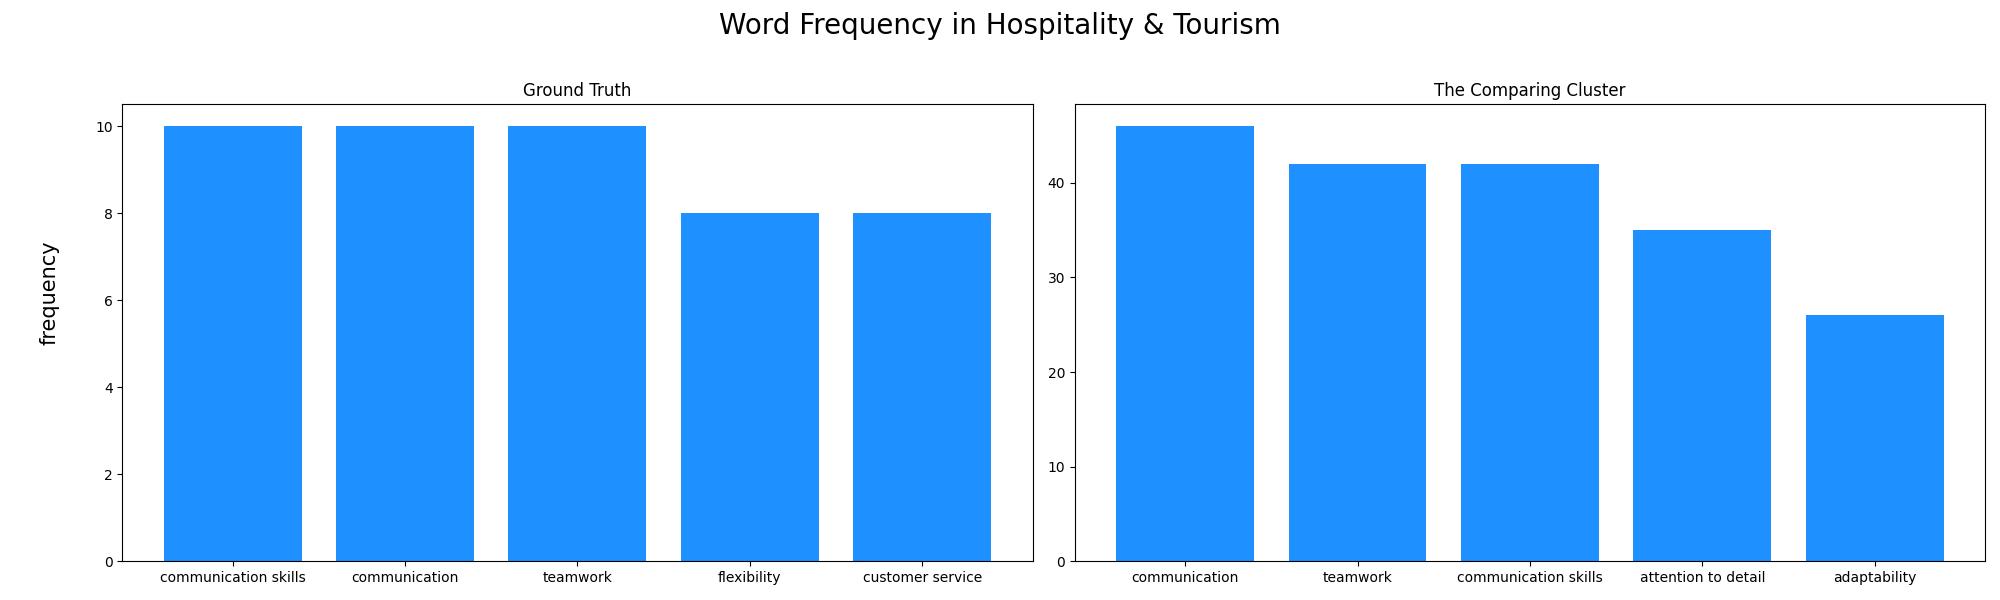 Word Frequency in Hospitality & Tourism
Ground Truth
frequency
10
8
6
4
2
0
communication skills communication teamwork flexibility customer service
The Comparing Cluster
40
30
20
10
0
communication teamwork communication skills attention to detail adaptability